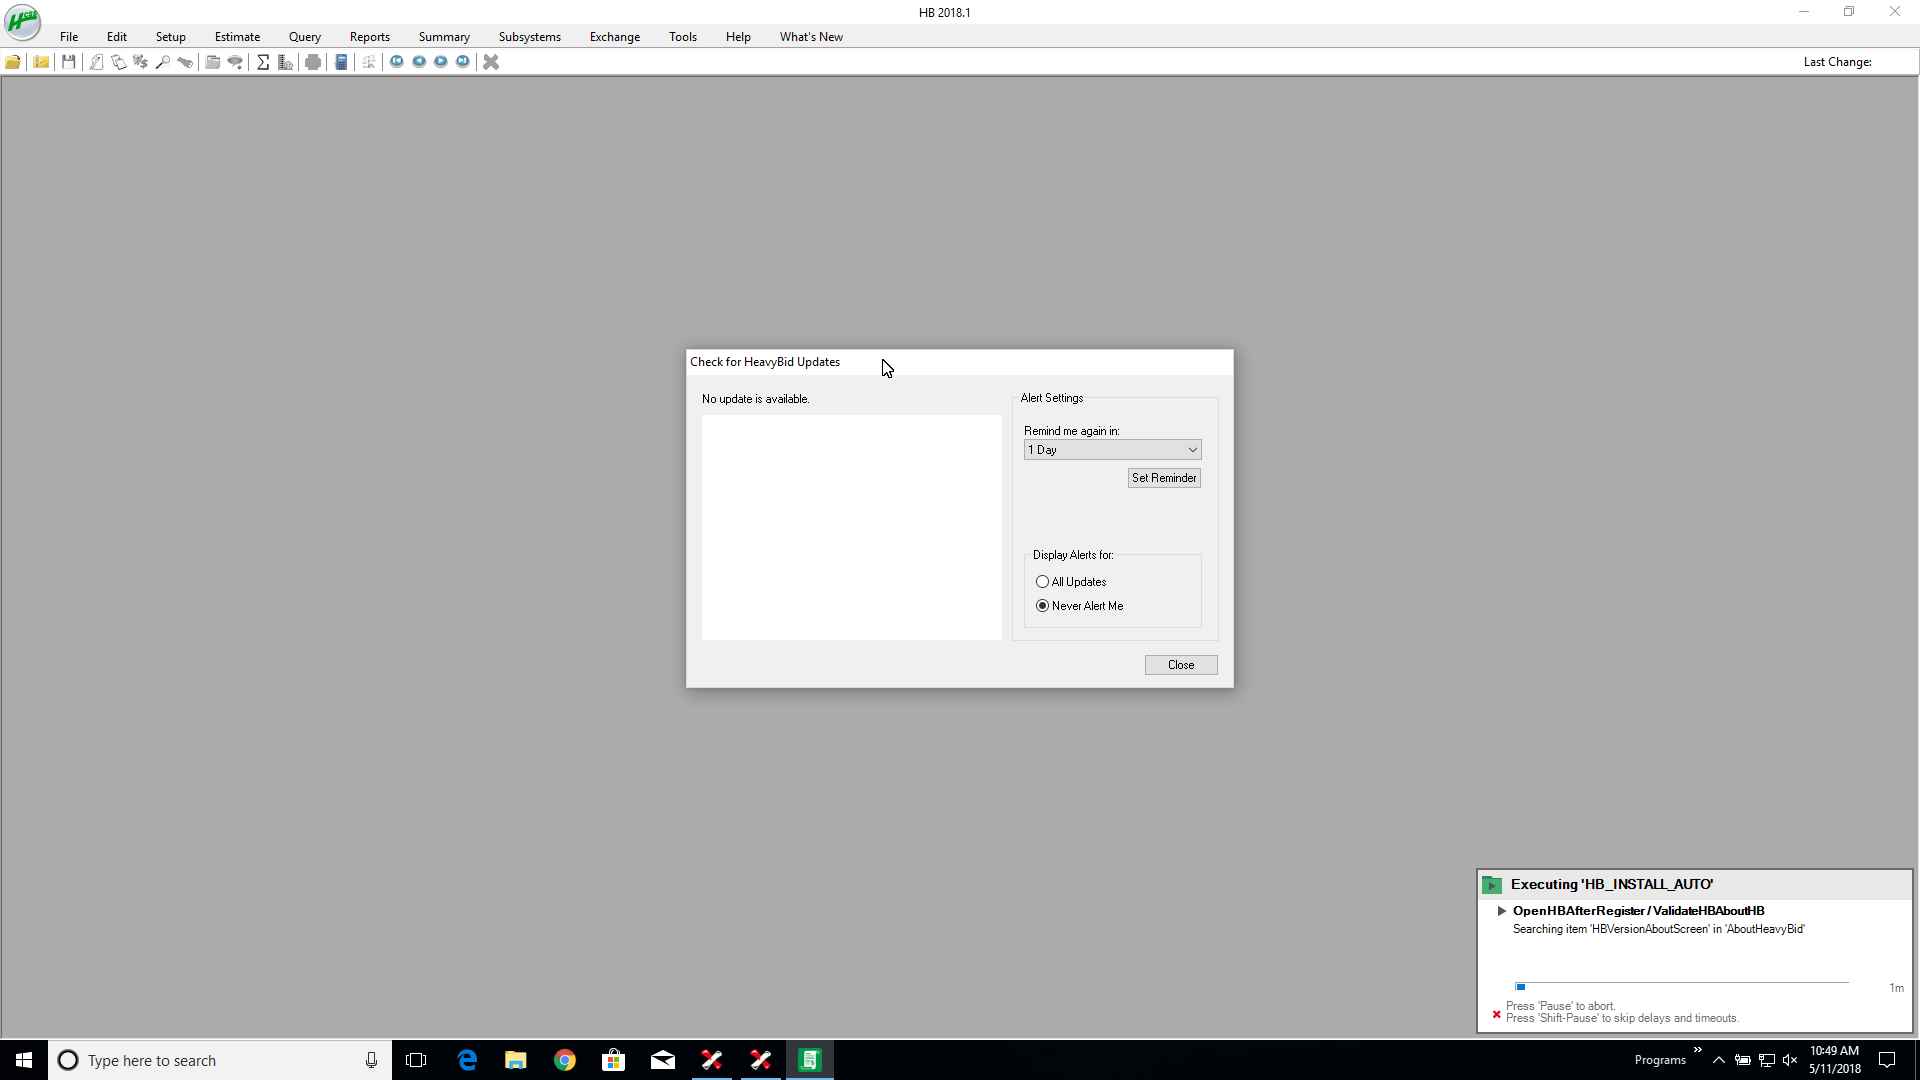 HB 2018.1
File Edit Setup Estimate Query Reports Summary Subsystems Exchange Tools Help What's New
Last Change:
Check for HeavyBid Updates
No update is available.
Alert Settings
Remind me again in:
1 Day
Set Reminder
Display Alerts for:
All Updates
Never Alert Me
Close
Executing 'HB_INSTALL_AUTO'
OpenHBAfterRegister / ValidateHBAboutHB
Searching item 'HBVersionAboutScreen' in 'AboutHeavyBid'
1m
Press 'Pause' to abort.
Press 'Shift-Pause' to skip delays and timeouts.
Type here to search
Programs
10:49 AM
5/11/2018